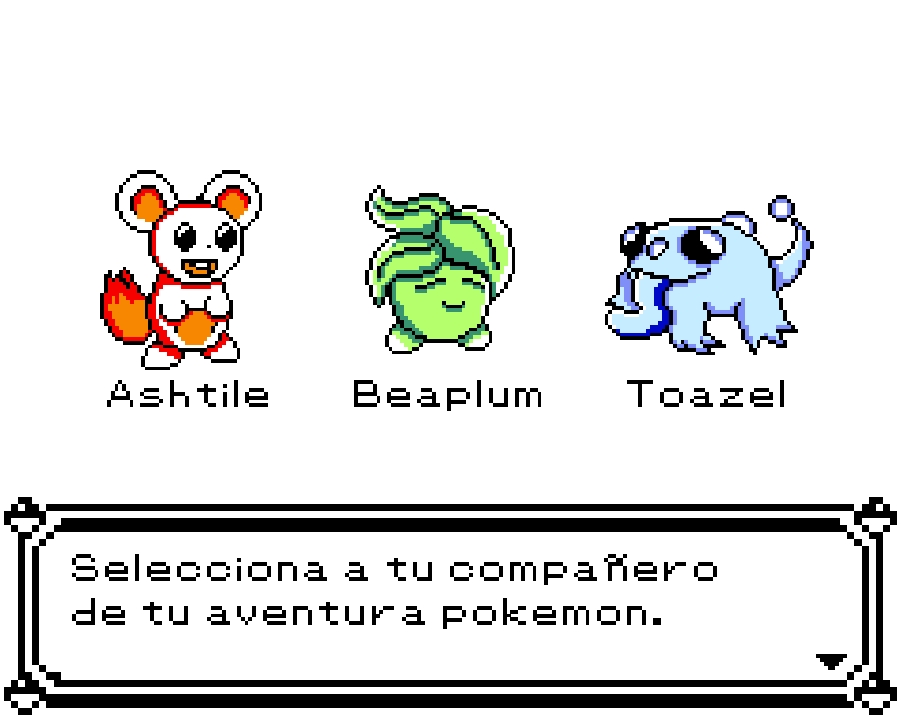 Ashtile Beaplum Toazel
Selecciona a tu compañero
de tu aventura pokemon.